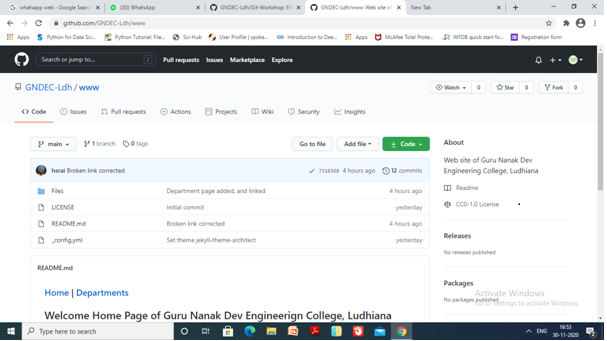 whatsapp web - Google Search
(33) WhatsApp
GNDEC-Ldh/Git-Workshop: Eff
GNDEC-Ldh/www: Web site of
New Tab
github.com/GNDEC-Ldh/www
Apps
Python for Data Sci...
Python Tutorial: File...
Sci-Hub
User Profile | spoke...
Introduction to Dee...
Apps
McAfee Total Prote...
WFD8 quick start fo...
Registration form
Search or jump to...
/
Pull requests
Issues
Marketplace
Explore
GNDEC-Ldh / www
Watch
0
Star
0
Fork
0
Code
Issues
Pull requests
Actions
Projects
Wiki
Security
Insights
main
1 branch
0 tags
Go to file
Add file
Code
hsrai Broken link corrected
4 hours ago
12 commits
Files
Department page added, and linked
4 hours ago
LICENSE
Initial commit
yesterday
README.md
Broken link corrected
4 hours ago
_config.yml
Set theme jekyll-theme-architect
yesterday
README.md
Home | Departments
Welcome Home Page of Guru Nanak Dev Engineerign College, Ludhiana
About
Web site of Guru Nanak Dev
Engineering College, Ludhiana
Readme
CC0-1.0 License
Releases
No releases published
Packages
No packages published
Activate Windows
Go to Settings to activate Windows.
Type here to search
ENG
16:53
30-11-2020